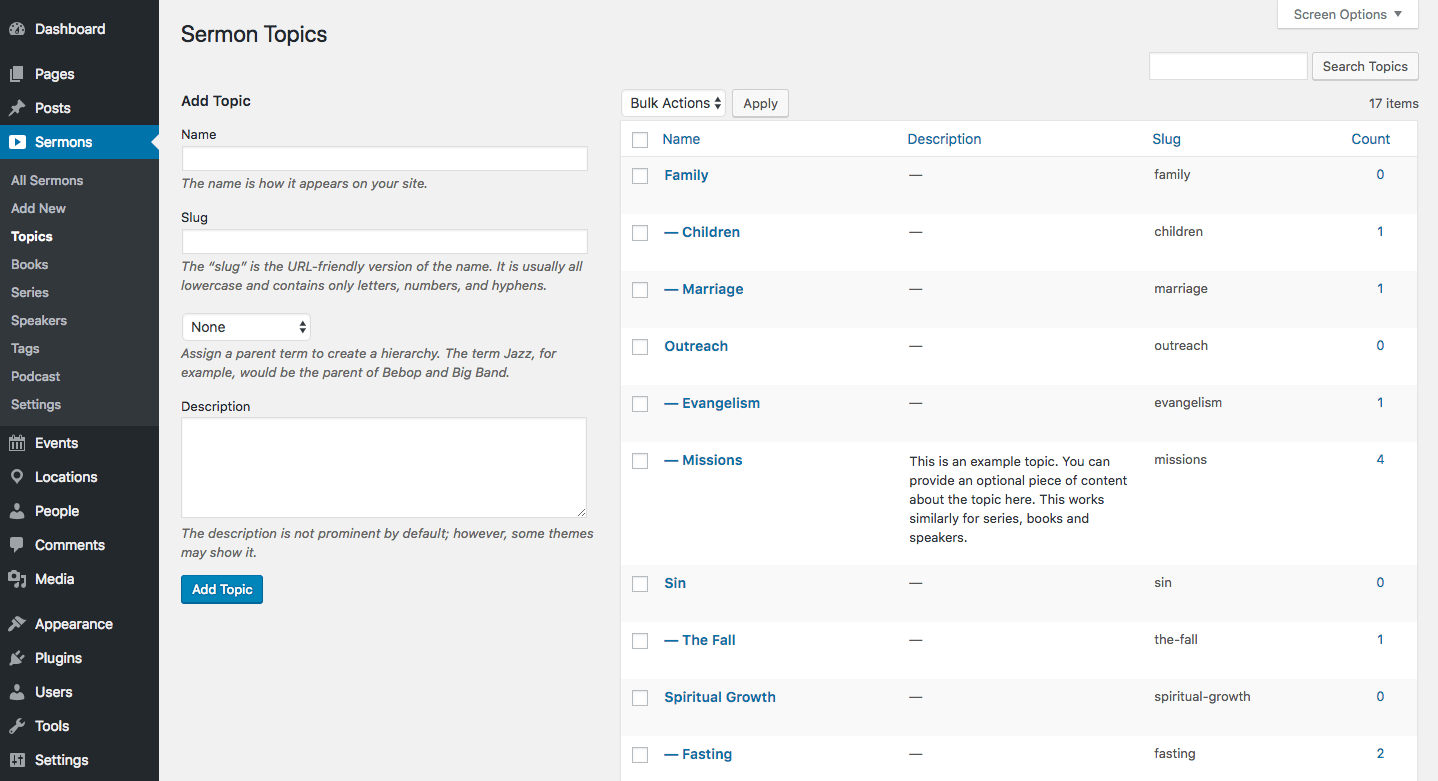 Dashboard
Pages
Posts
Sermons
All Sermons
Add New
Topics
Books
Series
Speakers
Tags
Podcast
Settings
Events
Locations
People
Comments
Media
Appearance
Plugins
Users
Tools
Settings
Screen Options
Sermon Topics
Search Topics
Add Topic
Name
The name is how it appears on your site.
Slug
The “slug” is the URL-friendly version of the name. It is usually all
lowercase and contains only letters, numbers, and hyphens.
None
Assign a parent term to create a hierarchy. The term Jazz, for
example, would be the parent of Bebop and Big Band.
Description
The description is not prominent by default; however, some themes
may show it.
Add Topic
Bulk Actions Apply 17 items
Name Description Slug Count
Family — family 0
— Children — children 1
— Marriage — marriage 1
Outreach — outreach 0
— Evangelism — evangelism 1
— Missions This is an example topic. You can missions 4
provide an optional piece of content
about the topic here. This works
similarly for series, books and
speakers.
Sin — sin 0
— The Fall — the-fall 1
Spiritual Growth — spiritual-growth 0
— Fasting — fasting 2